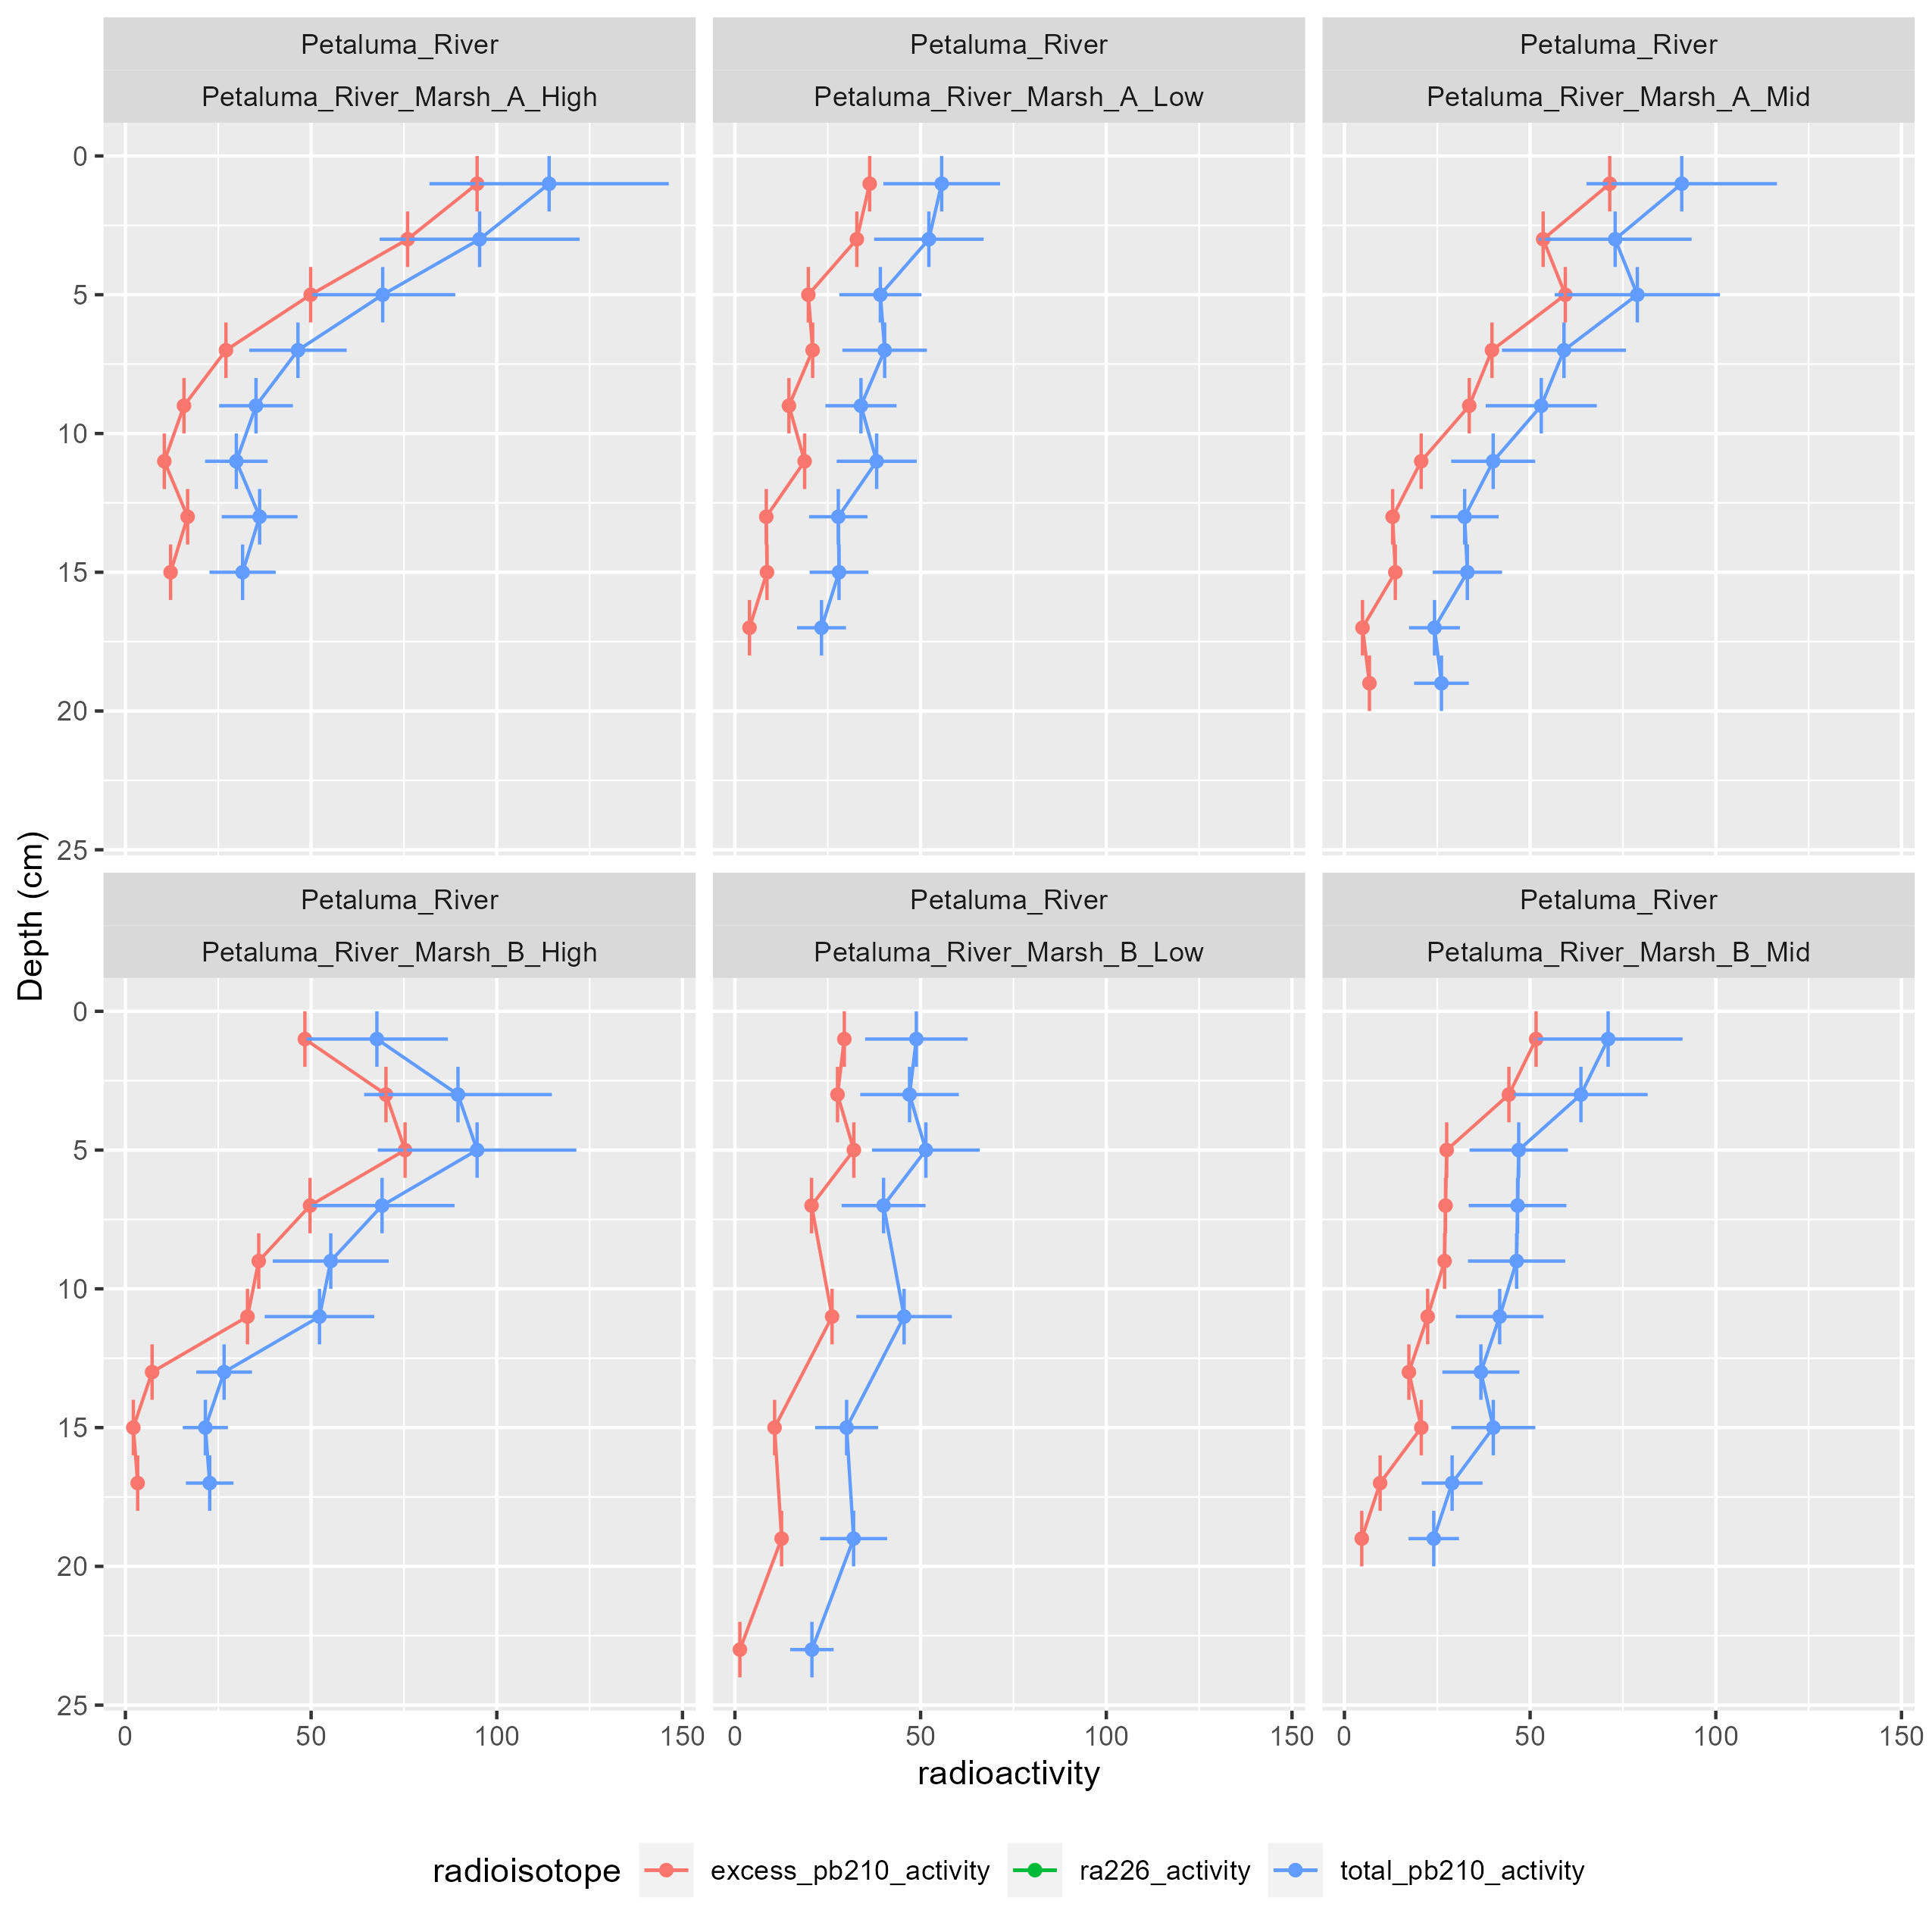 Petaluma_River Petaluma_River Petaluma_River
Petaluma_River_Marsh_A_High Petaluma_River_Marsh_A_Low Petaluma_River_Marsh_A_Mid
0
5
10
15
20
25
Depth (cm)
Petaluma_River Petaluma_River Petaluma_River
Petaluma_River_Marsh_B_High Petaluma_River_Marsh_B_Low Petaluma_River_Marsh_B_Mid
0
5
10
15
20
25
0 50 100 150 0 50 100 150 0 50 100 150
radioactivity
radioisotope excess_pb210_activity ra226_activity total_pb210_activity